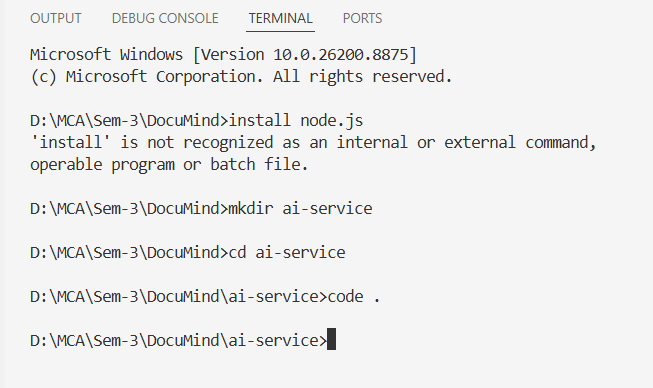 OUTPUT DEBUG CONSOLE TERMINAL PORTS
Microsoft Windows [Version 10.0.26200.8875]
(c) Microsoft Corporation. All rights reserved.
D:\MCA\Sem-3\DocuMind>install node.js
'install' is not recognized as an internal or external command,
operable program or batch file.
D:\MCA\Sem-3\DocuMind>mkdir ai-service
D:\MCA\Sem-3\DocuMind>cd ai-service
D:\MCA\Sem-3\DocuMind\ai-service>code .
D:\MCA\Sem-3\DocuMind\ai-service>